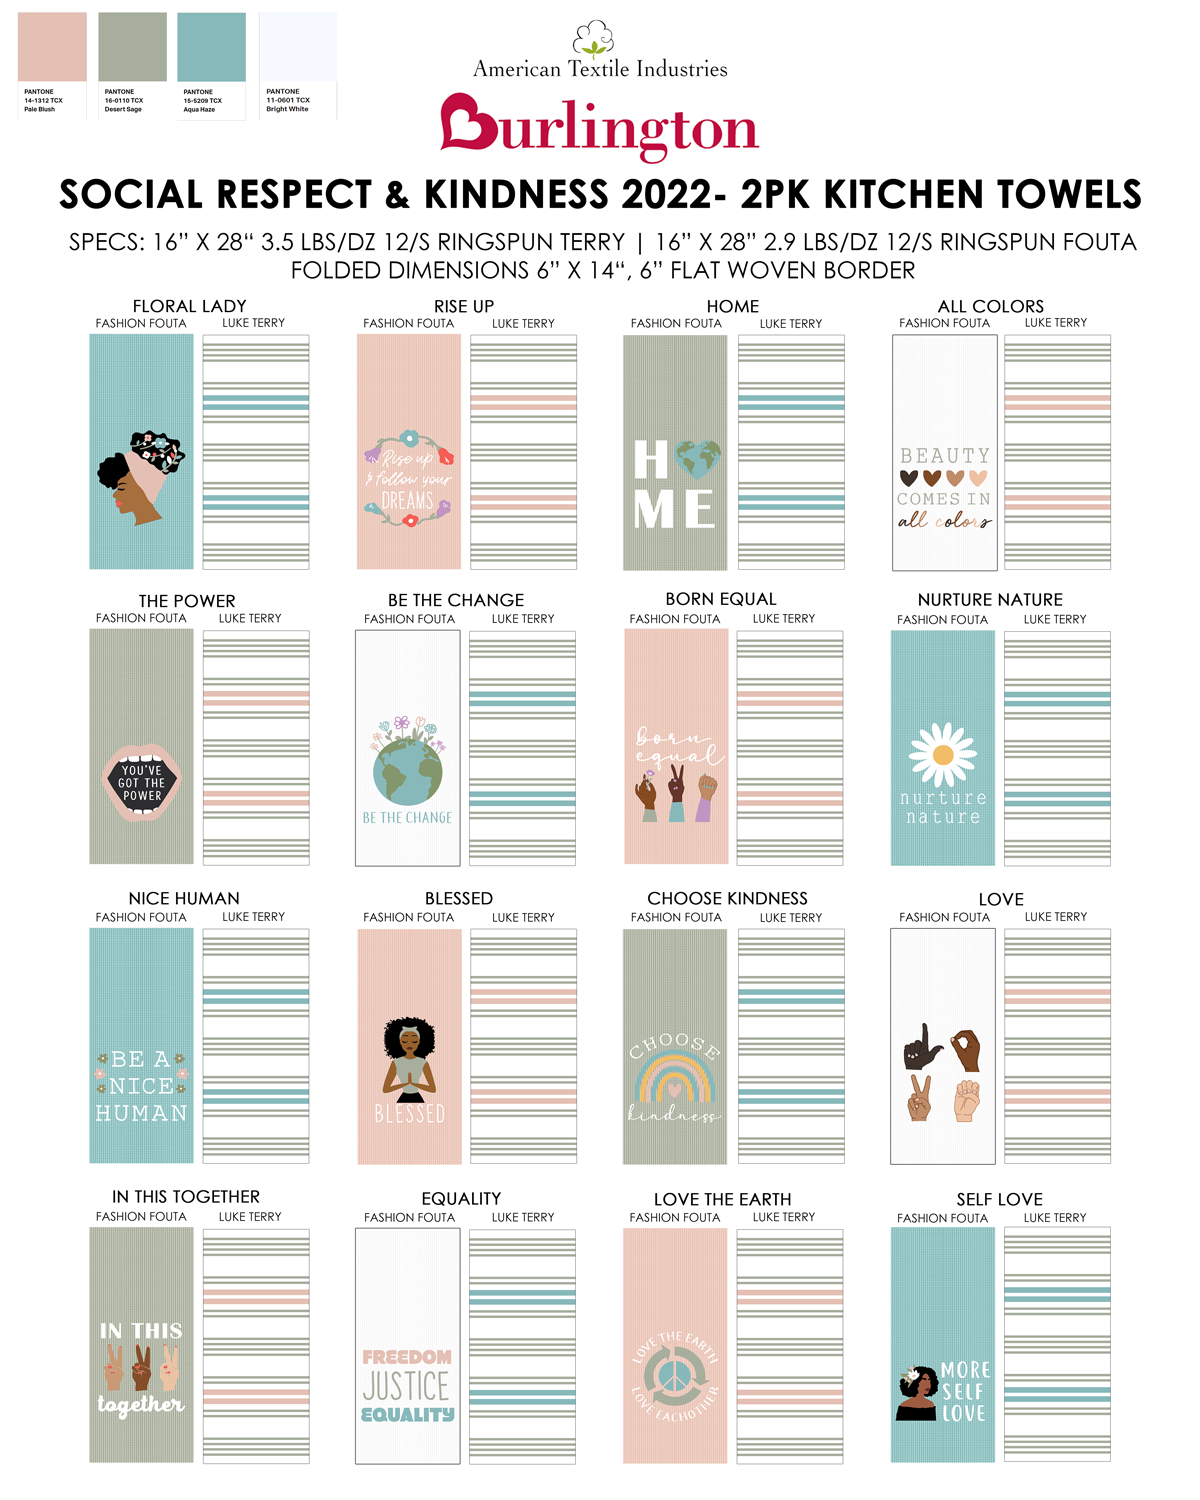 PANTONE
14-1312 TCX
Pale Blush
PANTONE
16-0110 TCX
Desert Sage
PANTONE
15-5209 TCX
Aqua Haze
PANTONE
11-0601 TCX
Bright White
American Textile Industries
Burlington
SOCIAL RESPECT & KINDNESS 2022- 2PK KITCHEN TOWELS
SPECS: 16” X 28“ 3.5 LBS/DZ 12/S RINGSPUN TERRY | 16” X 28” 2.9 LBS/DZ 12/S RINGSPUN FOUTA
FOLDED DIMENSIONS 6” X 14“, 6” FLAT WOVEN BORDER
FLORAL LADY
FASHION FOUTA LUKE TERRY
RISE UP
FASHION FOUTA LUKE TERRY
Rise up
& follow your
DREAMS
HOME
FASHION FOUTA LUKE TERRY
H
ME
ALL COLORS
FASHION FOUTA LUKE TERRY
BEAUTY
COMES IN
all colors
THE POWER
FASHION FOUTA LUKE TERRY
YOU'VE
GOT THE
POWER
BE THE CHANGE
FASHION FOUTA LUKE TERRY
BE THE CHANGE
BORN EQUAL
FASHION FOUTA LUKE TERRY
born
equal
NURTURE NATURE
FASHION FOUTA LUKE TERRY
nurture
nature
NICE HUMAN
FASHION FOUTA LUKE TERRY
BE A
NICE
HUMAN
BLESSED
FASHION FOUTA LUKE TERRY
BLESSED
CHOOSE KINDNESS
FASHION FOUTA LUKE TERRY
CHOOSE
kindness
LOVE
FASHION FOUTA LUKE TERRY
IN THIS TOGETHER
FASHION FOUTA LUKE TERRY
IN THIS
together
EQUALITY
FASHION FOUTA LUKE TERRY
FREEDOM
JUSTICE
EQUALITY
LOVE THE EARTH
FASHION FOUTA LUKE TERRY
LOVE THE EARTH
LOVE EACHOTHER
SELF LOVE
FASHION FOUTA LUKE TERRY
MORE
SELF
LOVE